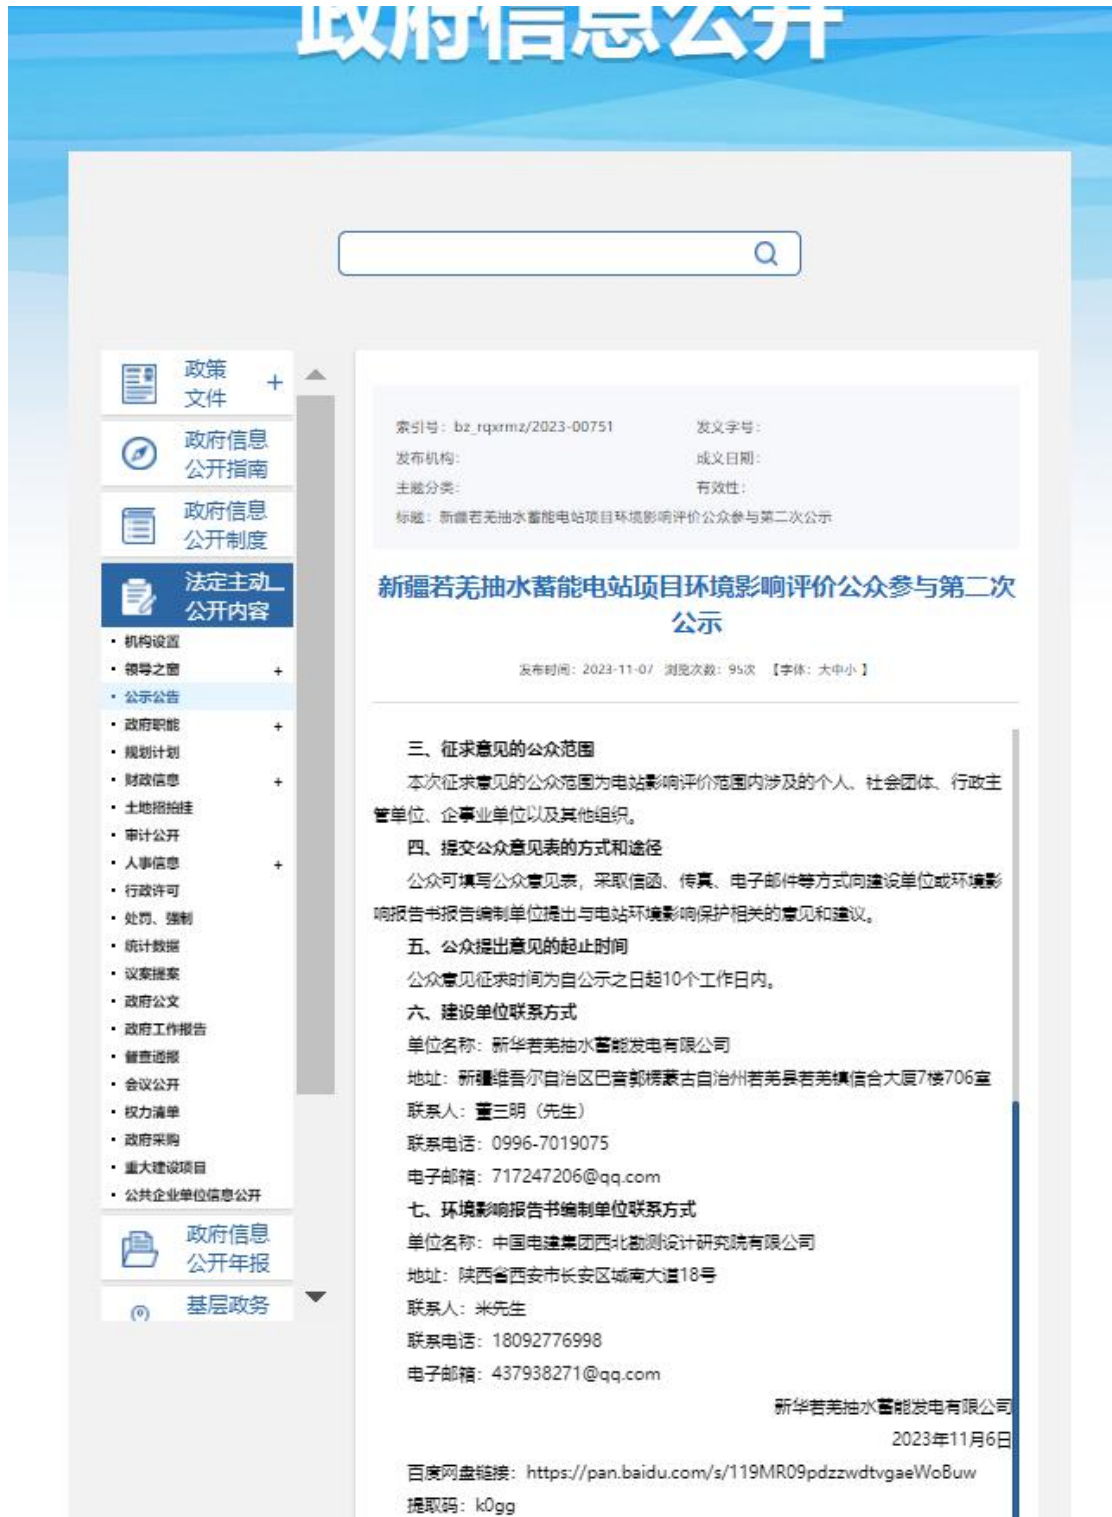 政府信息公开
政策
文件
+
政府信息
公开指南
政府信息
公开制度
法定主动
公开内容
· 机构设置
· 领导之窗 +
· 公示公告
· 政府职能 +
· 规划计划
· 财政信息 +
· 土地招拍挂
· 审计公开
· 人事信息 +
· 行政许可
· 处罚、强制
· 统计数据
· 议案提案
· 政府公文
· 政府工作报告
· 督查通报
· 会议公开
· 权力清单
· 政府采购
· 重大建设项目
· 公共企业单位信息公开
政府信息
公开年报
基层政务
索引号：bz_rqxrmz/2023-00751 发文字号：
发布机构： 成文日期：
主题分类： 有效性：
标题：新疆若羌抽水蓄能电站项目环境影响评价公众参与第二次公示
新疆若羌抽水蓄能电站项目环境影响评价公众参与第二次
公示
发布时间：2023-11-07 浏览次数：95次 【字体：大中小 】
三、征求意见的公众范围
本次征求意见的公众范围为电站影响评价范围内涉及的个人、社会团体、行政主
管单位、企事业单位以及其他组织。
四、提交公众意见表的方式和途径
公众可填写公众意见表，采取信函、传真、电子邮件等方式向建设单位或环境影
响报告书报告编制单位提出与电站环境影响保护相关的意见和建议。
五、公众提出意见的起止时间
公众意见征求时间为自公示之日起10个工作日内。
六、建设单位联系方式
单位名称：新华若羌抽水蓄能发电有限公司
地址：新疆维吾尔自治区巴音郭楞蒙古自治州若羌县若羌镇信合大厦7楼706室
联系人：董三明（先生）
联系电话：0996-7019075
电子邮箱：717247206@qq.com
七、环境影响报告书编制单位联系方式
单位名称：中国电建集团西北勘测设计研究院有限公司
地址：陕西省西安市长安区城南大道18号
联系人：米先生
联系电话：18092776998
电子邮箱：437938271@qq.com
新华若羌抽水蓄能发电有限公司
2023年11月6日
百度网盘链接：https://pan.baidu.com/s/119MR09pdzzwdtvgaeWoBuw
提取码：k0gg